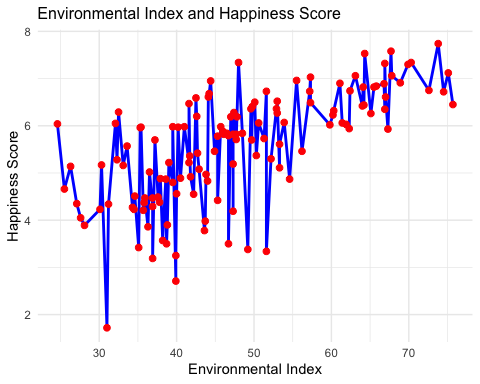 Environmental Index and Happiness Score
8
6
4
2
Happiness Score
30 40 50 60 70
Environmental Index